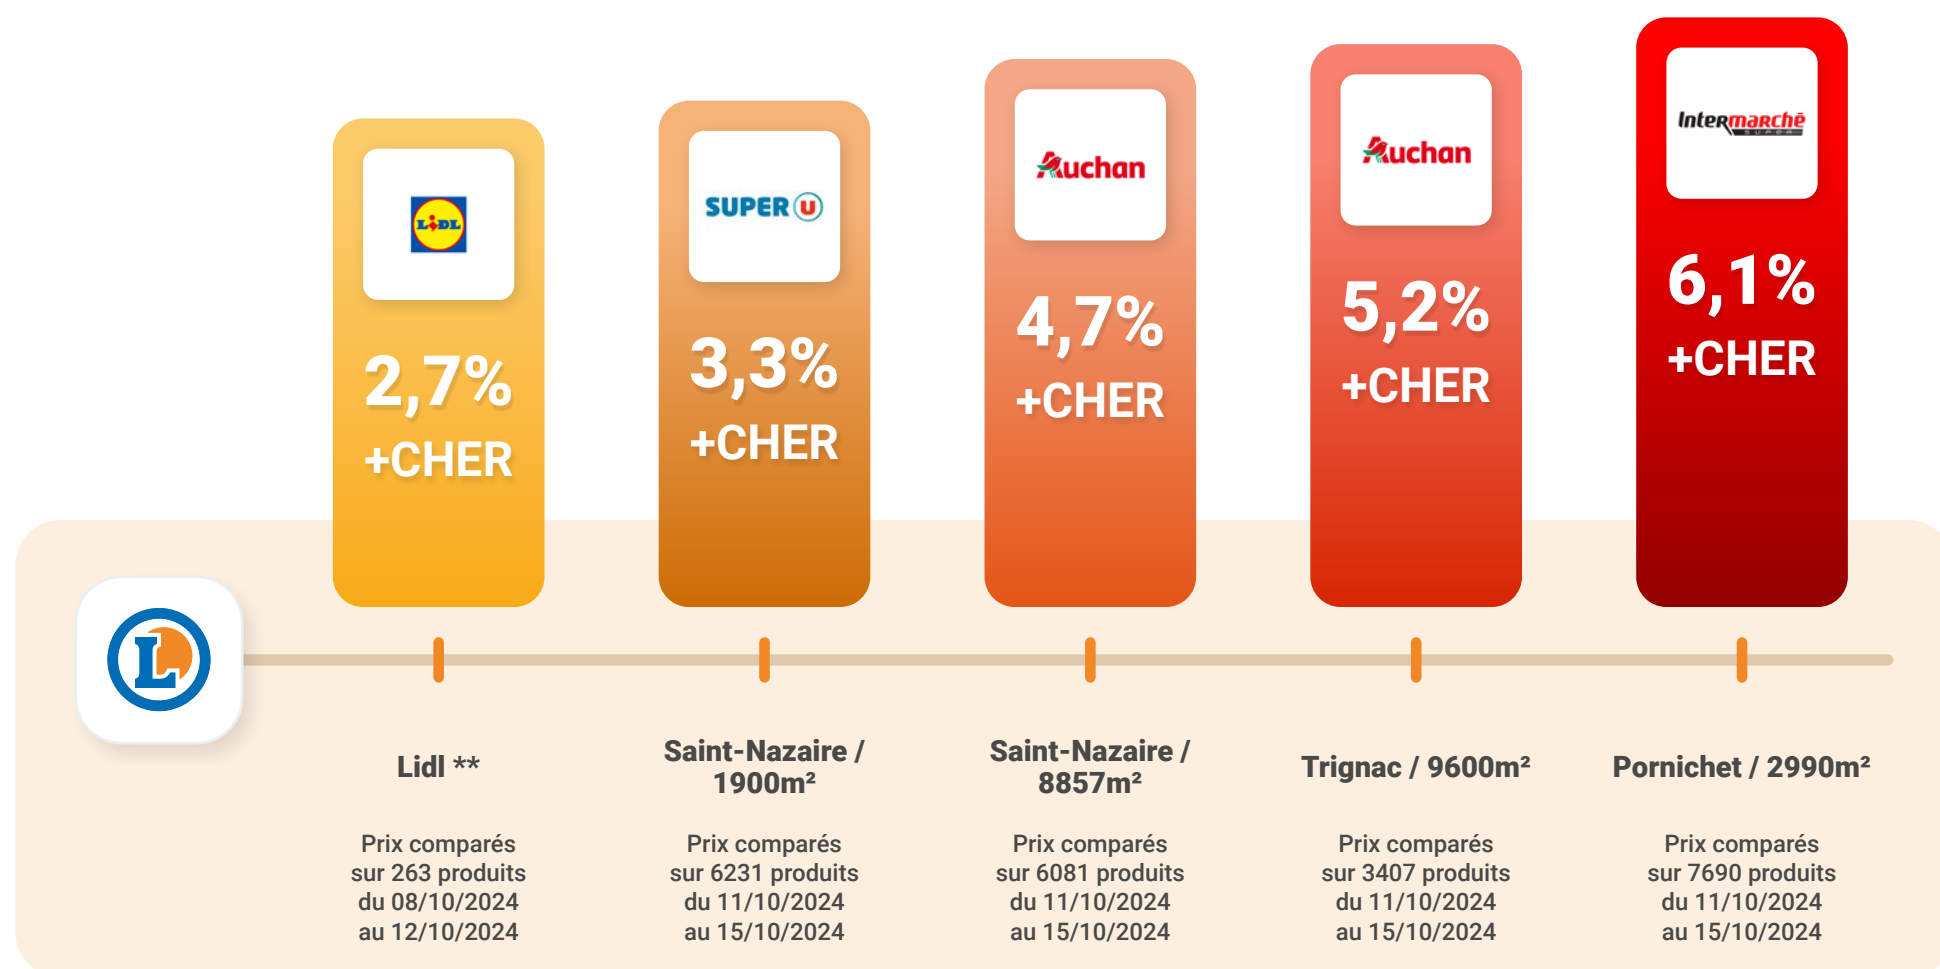 LIDL
2,7%
+CHER
SUPER U
3,3%
+CHER
Auchan
4,7%
+CHER
Auchan
5,2%
+CHER
Intermarchē
SUPER
6,1%
+CHER
L
Lidl **
Prix comparés
sur 263 produits
du 08/10/2024
au 12/10/2024
Saint-Nazaire /
1900m²
Prix comparés
sur 6231 produits
du 11/10/2024
au 15/10/2024
Saint-Nazaire /
8857m²
Prix comparés
sur 6081 produits
du 11/10/2024
au 15/10/2024
Trignac / 9600m²
Prix comparés
sur 3407 produits
du 11/10/2024
au 15/10/2024
Pornichet / 2990m²
Prix comparés
sur 7690 produits
du 11/10/2024
au 15/10/2024